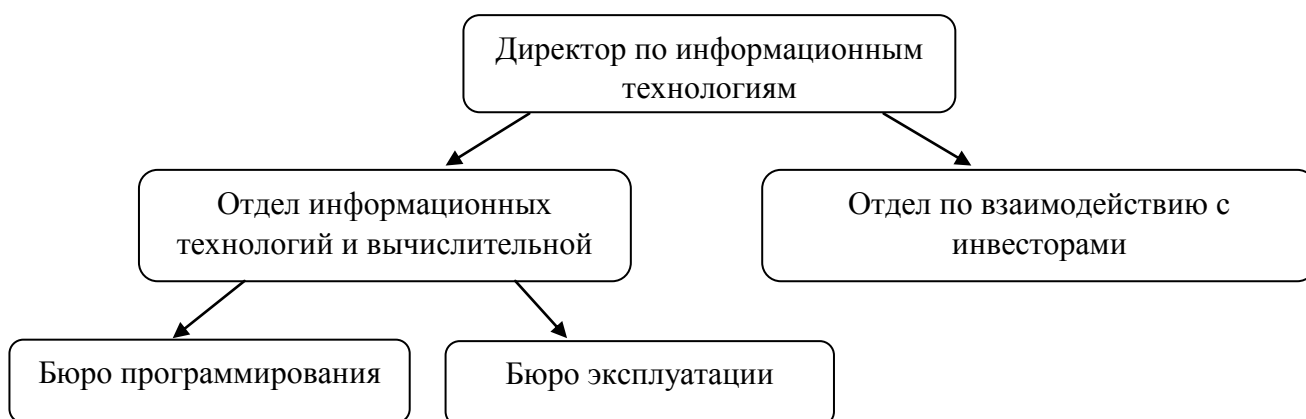 Директор по информационным
технологиям
Отдел информационных
технологий и вычислительной
Отдел по взаимодействию с
инвесторами
Бюро программирования
Бюро эксплуатации